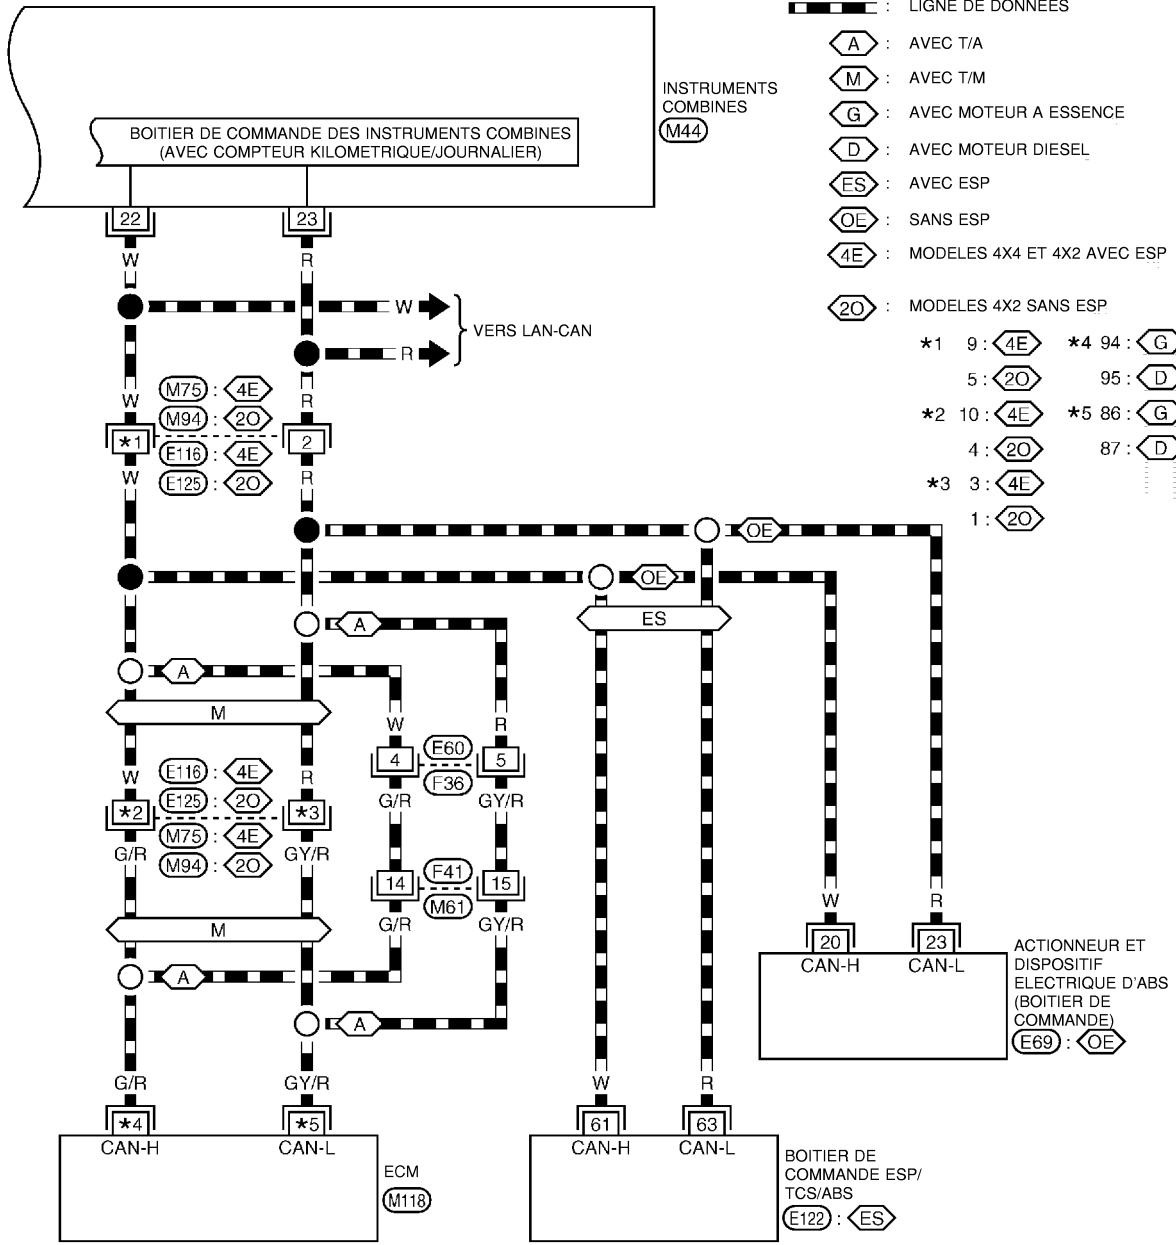 : LIGNE DE DONNEES
A : AVEC T/A
M : AVEC T/M
G : AVEC MOTEUR A ESSENCE
D : AVEC MOTEUR DIESEL
ES : AVEC ESP
OE : SANS ESP
4E : MODELES 4X4 ET 4X2 AVEC ESP
2O : MODELES 4X2 SANS ESP
★1 9 : 4E ★4 94 : G
5 : 2O 95 : D
★2 10 : 4E ★5 86 : G
4 : 2O 87 : D
★3 3 : 4E
1 : 2O
INSTRUMENTS
COMBINES
M44
BOITIER DE COMMANDE DES INSTRUMENTS COMBINES
(AVEC COMPTEUR KILOMETRIQUE/JOURNALIER)
22 23
W R
W
R
VERS LAN-CAN
W R
M75 : 4E
M94 : 2O
★1 2
E116 : 4E
E125 : 2O
W R
OE
OE
ES
A
A
M
W R
4 E60 5
F36
G/R GY/R
W R
E116 : 4E
E125 : 2O
★2 ★3
M75 : 4E
M94 : 2O
G/R GY/R
14 F41 15
M61
G/R GY/R
M
A
A
W R
20 23
CAN-H CAN-L
ACTIONNEUR ET
DISPOSITIF
ELECTRIQUE D'ABS
(BOITIER DE
COMMANDE)
E69 : OE
G/R GY/R
★4 ★5
CAN-H CAN-L
ECM
M118
W R
61 63
CAN-H CAN-L
BOITIER DE
COMMANDE ESP/
TCS/ABS
E122 : ES